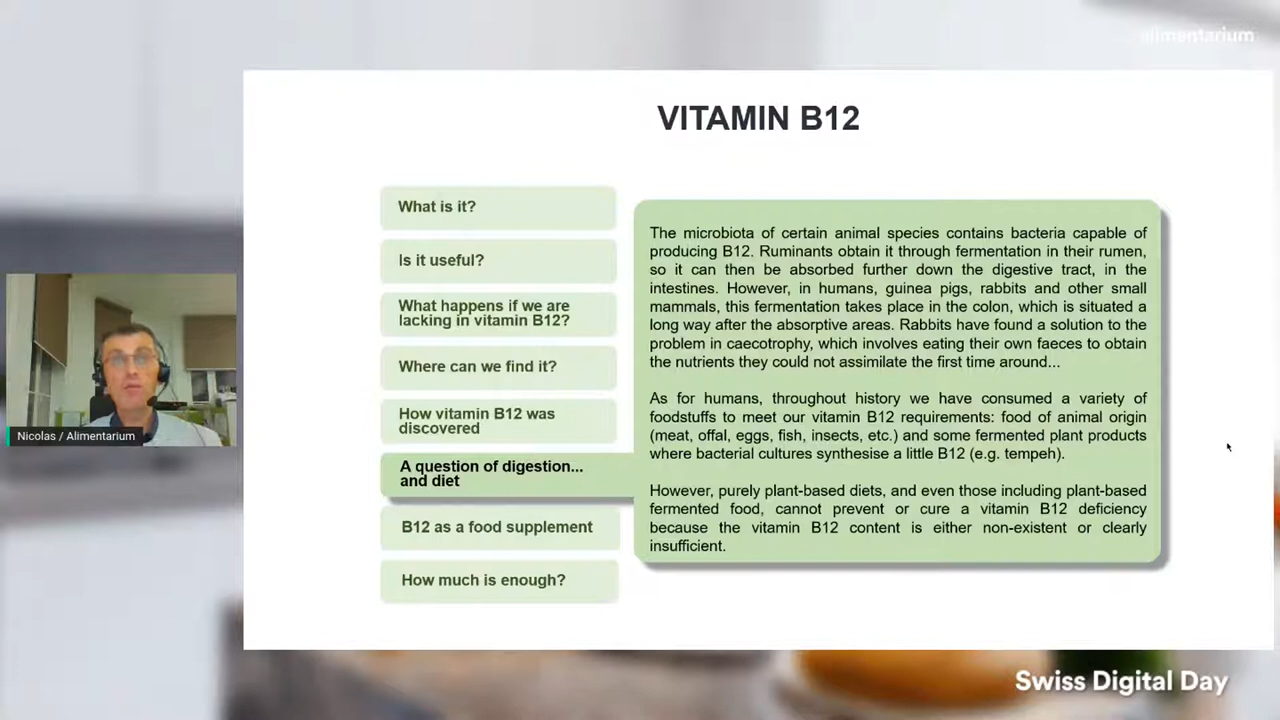 alimentarium
VITAMIN B12
What is it?
Is it useful?
What happens if we are
lacking in vitamin B12?
Where can we find it?
How vitamin B12 was
discovered
A question of digestion...
and diet
B12 as a food supplement
How much is enough?
The microbiota of certain animal species contains bacteria capable of
producing B12. Ruminants obtain it through fermentation in their rumen,
so it can then be absorbed further down the digestive tract, in the
intestines. However, in humans, guinea pigs, rabbits and other small
mammals, this fermentation takes place in the colon, which is situated a
long way after the absorptive areas. Rabbits have found a solution to the
problem in caecotrophy, which involves eating their own faeces to obtain
the nutrients they could not assimilate the first time around...
As for humans, throughout history we have consumed a variety of
foodstuffs to meet our vitamin B12 requirements: food of animal origin
(meat, offal, eggs, fish, insects, etc.) and some fermented plant products
where bacterial cultures synthesise a little B12 (e.g. tempeh).
However, purely plant-based diets, and even those including plant-based
fermented food, cannot prevent or cure a vitamin B12 deficiency
because the vitamin B12 content is either non-existent or clearly
insufficient.
Nicolas / Alimentarium
Swiss Digital Day